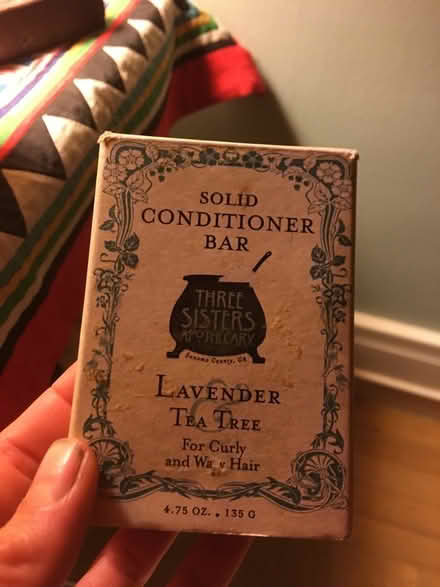 SOLID
CONDITIONER
BAR
THREE
SISTERS
APOTHECARY
Sonoma County, CA
LAVENDER
&
TEA TREE
For Curly
and Wavy Hair
4.75 OZ. • 135 G